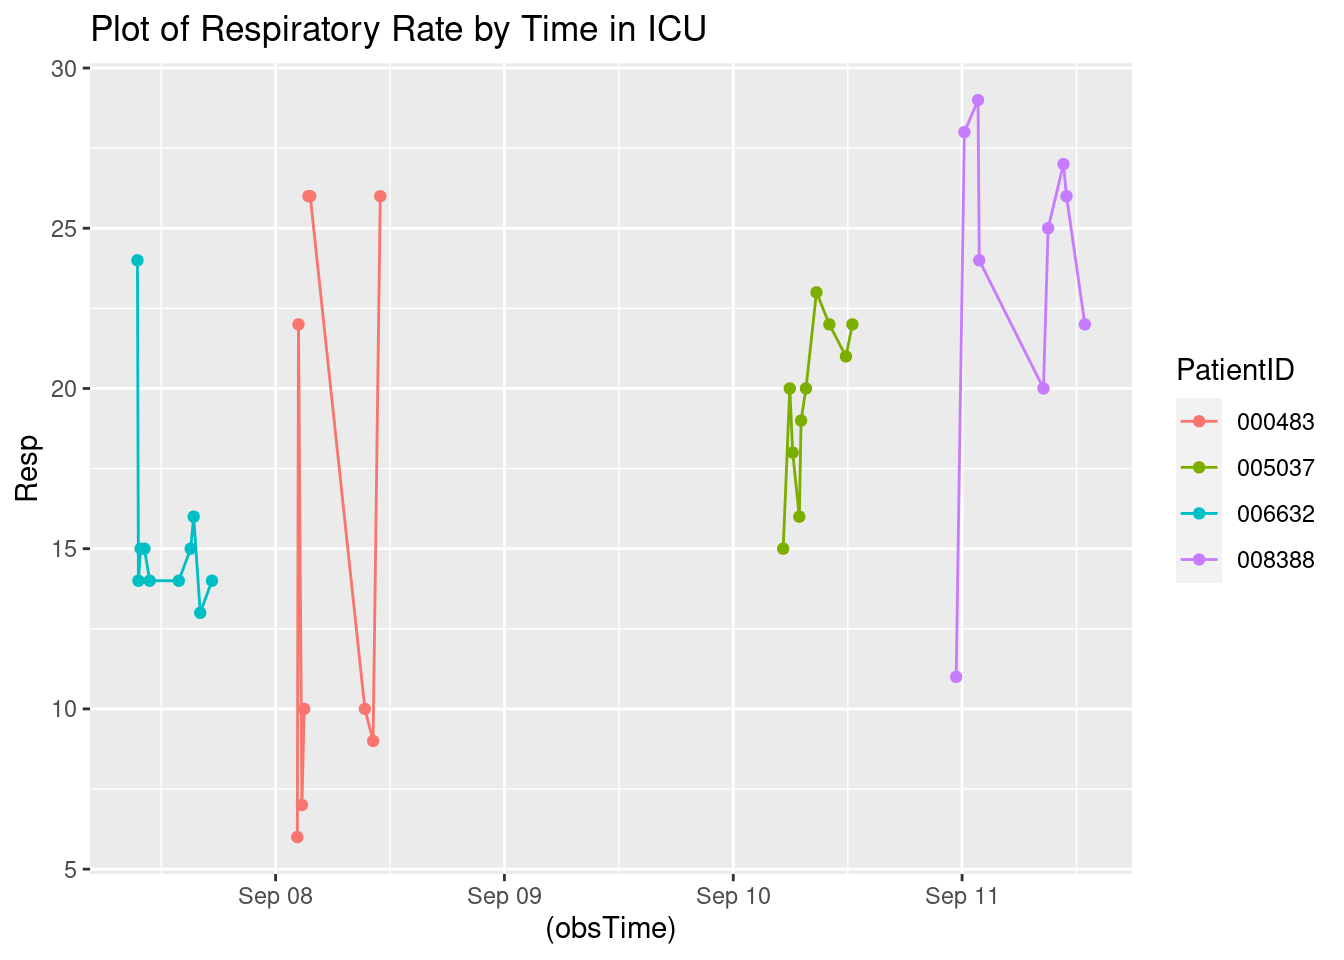 Plot of Respiratory Rate by Time in ICU
30
25
20
15
10
5
Resp
Sep 08
Sep 09
Sep 10
Sep 11
(obsTime)
PatientID
000483
005037
006632
008388